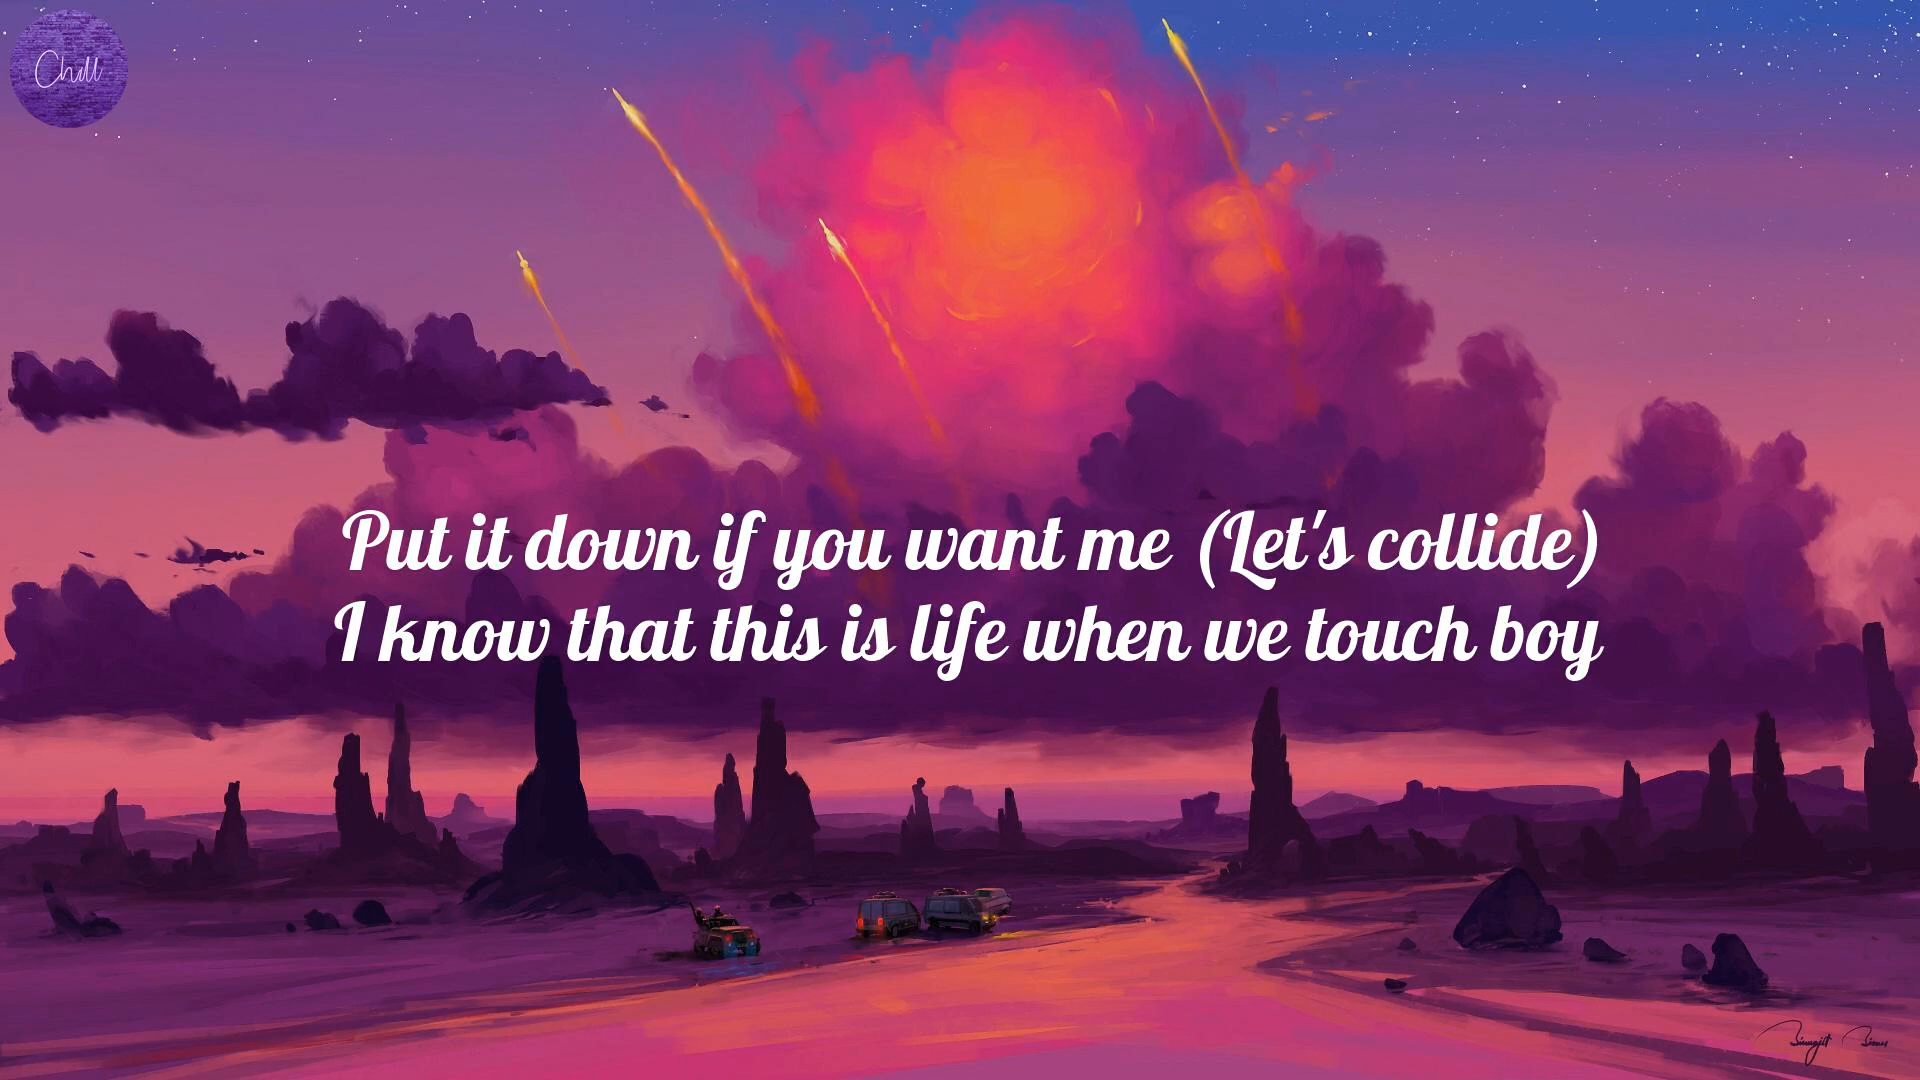 Chill
Put it down if you want me (Let's collide)
I know that this is life when we touch boy